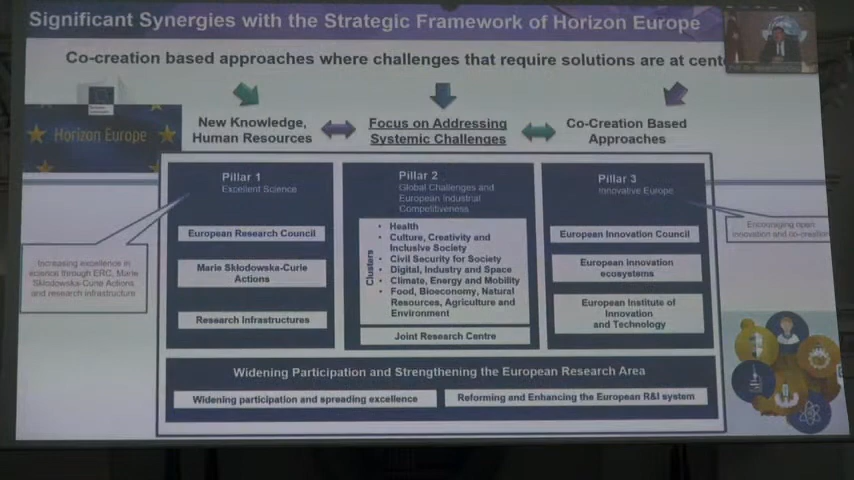 Significant Synergies with the Strategic Framework of Horizon Europe
Co-creation based approaches where challenges that require solutions are at cent
New Knowledge,
Human Resources
Focus on Addressing
Systemic Challenges
Co-Creation Based
Approaches
Horizon Europe
Pillar 1
Excellent Science
European Research Council
Marie Skłodowska-Curie
Actions
Research Infrastructures
Pillar 2
Global Challenges and
European Industrial
Competitiveness
Clusters
• Health
• Culture, Creativity and
Inclusive Society
• Civil Security for Society
• Digital, Industry and Space
• Climate, Energy and Mobility
• Food, Bioeconomy, Natural
Resources, Agriculture and
Environment
Joint Research Centre
Pillar 3
Innovative Europe
European Innovation Council
European innovation
ecosystems
European Institute of
Innovation
and Technology
Increasing excellence in
science through ERC, Marie
Skłodowska-Curie Actions
and research infrastructure
Encouraging open
innovation and co-creation
Widening Participation and Strengthening the European Research Area
Widening participation and spreading excellence
Reforming and Enhancing the European R&I system